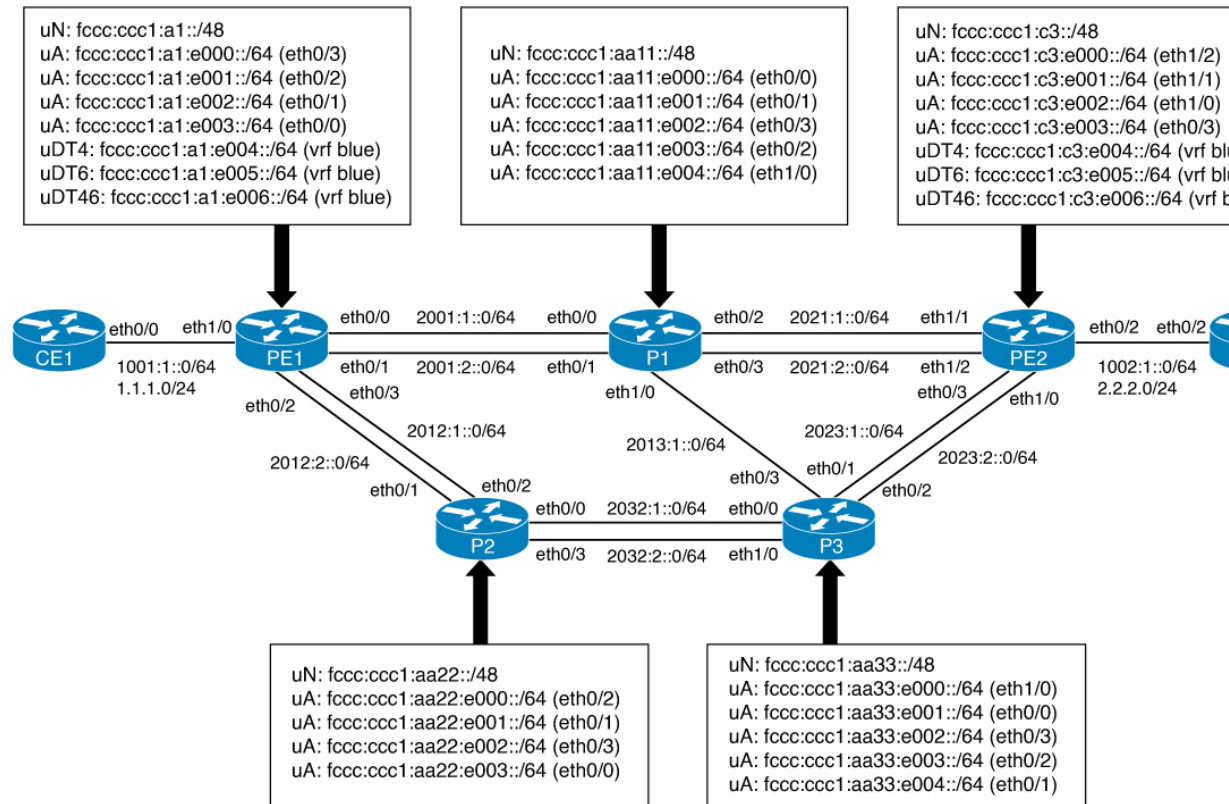 uN: fccc:ccc1:a1::/48
uA: fccc:ccc1:a1:e000::/64 (eth0/3)
uA: fccc:ccc1:a1:e001::/64 (eth0/2)
uA: fccc:ccc1:a1:e002::/64 (eth0/1)
uA: fccc:ccc1:a1:e003::/64 (eth0/0)
uDT4: fccc:ccc1:a1:e004::/64 (vrf blue)
uDT6: fccc:ccc1:a1:e005::/64 (vrf blue)
uDT46: fccc:ccc1:a1:e006::/64 (vrf blue)
uN: fccc:ccc1:aa11::/48
uA: fccc:ccc1:aa11:e000::/64 (eth0/0)
uA: fccc:ccc1:aa11:e001::/64 (eth0/1)
uA: fccc:ccc1:aa11:e002::/64 (eth0/3)
uA: fccc:ccc1:aa11:e003::/64 (eth0/2)
uA: fccc:ccc1:aa11:e004::/64 (eth1/0)
uN: fccc:ccc1:c3::/48
uA: fccc:ccc1:c3:e000::/64 (eth1/2)
uA: fccc:ccc1:c3:e001::/64 (eth1/1)
uA: fccc:ccc1:c3:e002::/64 (eth1/0)
uA: fccc:ccc1:c3:e003::/64 (eth0/3)
uDT4: fccc:ccc1:c3:e004::/64 (vrf
uDT6: fccc:ccc1:c3:e005::/64 (vrf
uDT46: fccc:ccc1:c3:e006::/64 (vrf
eth0/0
eth1/0
CE1
1001:1::0/64
1.1.1.0/24
PE1
eth0/0
2001:1::0/64
eth0/0
eth0/1
2001:2::0/64
eth0/1
P1
eth0/2
2021:1::0/64
eth1/1
eth0/3
2021:2::0/64
eth1/2
PE2
eth0/2
eth0/2
1002:1::0/64
2.2.2.0/24
eth0/2
eth0/3
eth1/0
eth0/3
eth1/0
2012:1::0/64
2012:2::0/64
2013:1::0/64
2023:1::0/64
2023:2::0/64
eth0/1
eth0/2
eth0/3
eth0/1
eth0/2
P2
eth0/0
2032:1::0/64
eth0/0
eth0/3
2032:2::0/64
eth1/0
P3
uN: fccc:ccc1:aa22::/48
uA: fccc:ccc1:aa22:e000::/64 (eth0/2)
uA: fccc:ccc1:aa22:e001::/64 (eth0/1)
uA: fccc:ccc1:aa22:e002::/64 (eth0/3)
uA: fccc:ccc1:aa22:e003::/64 (eth0/0)
uN: fccc:ccc1:aa33::/48
uA: fccc:ccc1:aa33:e000::/64 (eth1/0)
uA: fccc:ccc1:aa33:e001::/64 (eth0/0)
uA: fccc:ccc1:aa33:e002::/64 (eth0/3)
uA: fccc:ccc1:aa33:e003::/64 (eth0/2)
uA: fccc:ccc1:aa33:e004::/64 (eth0/1)